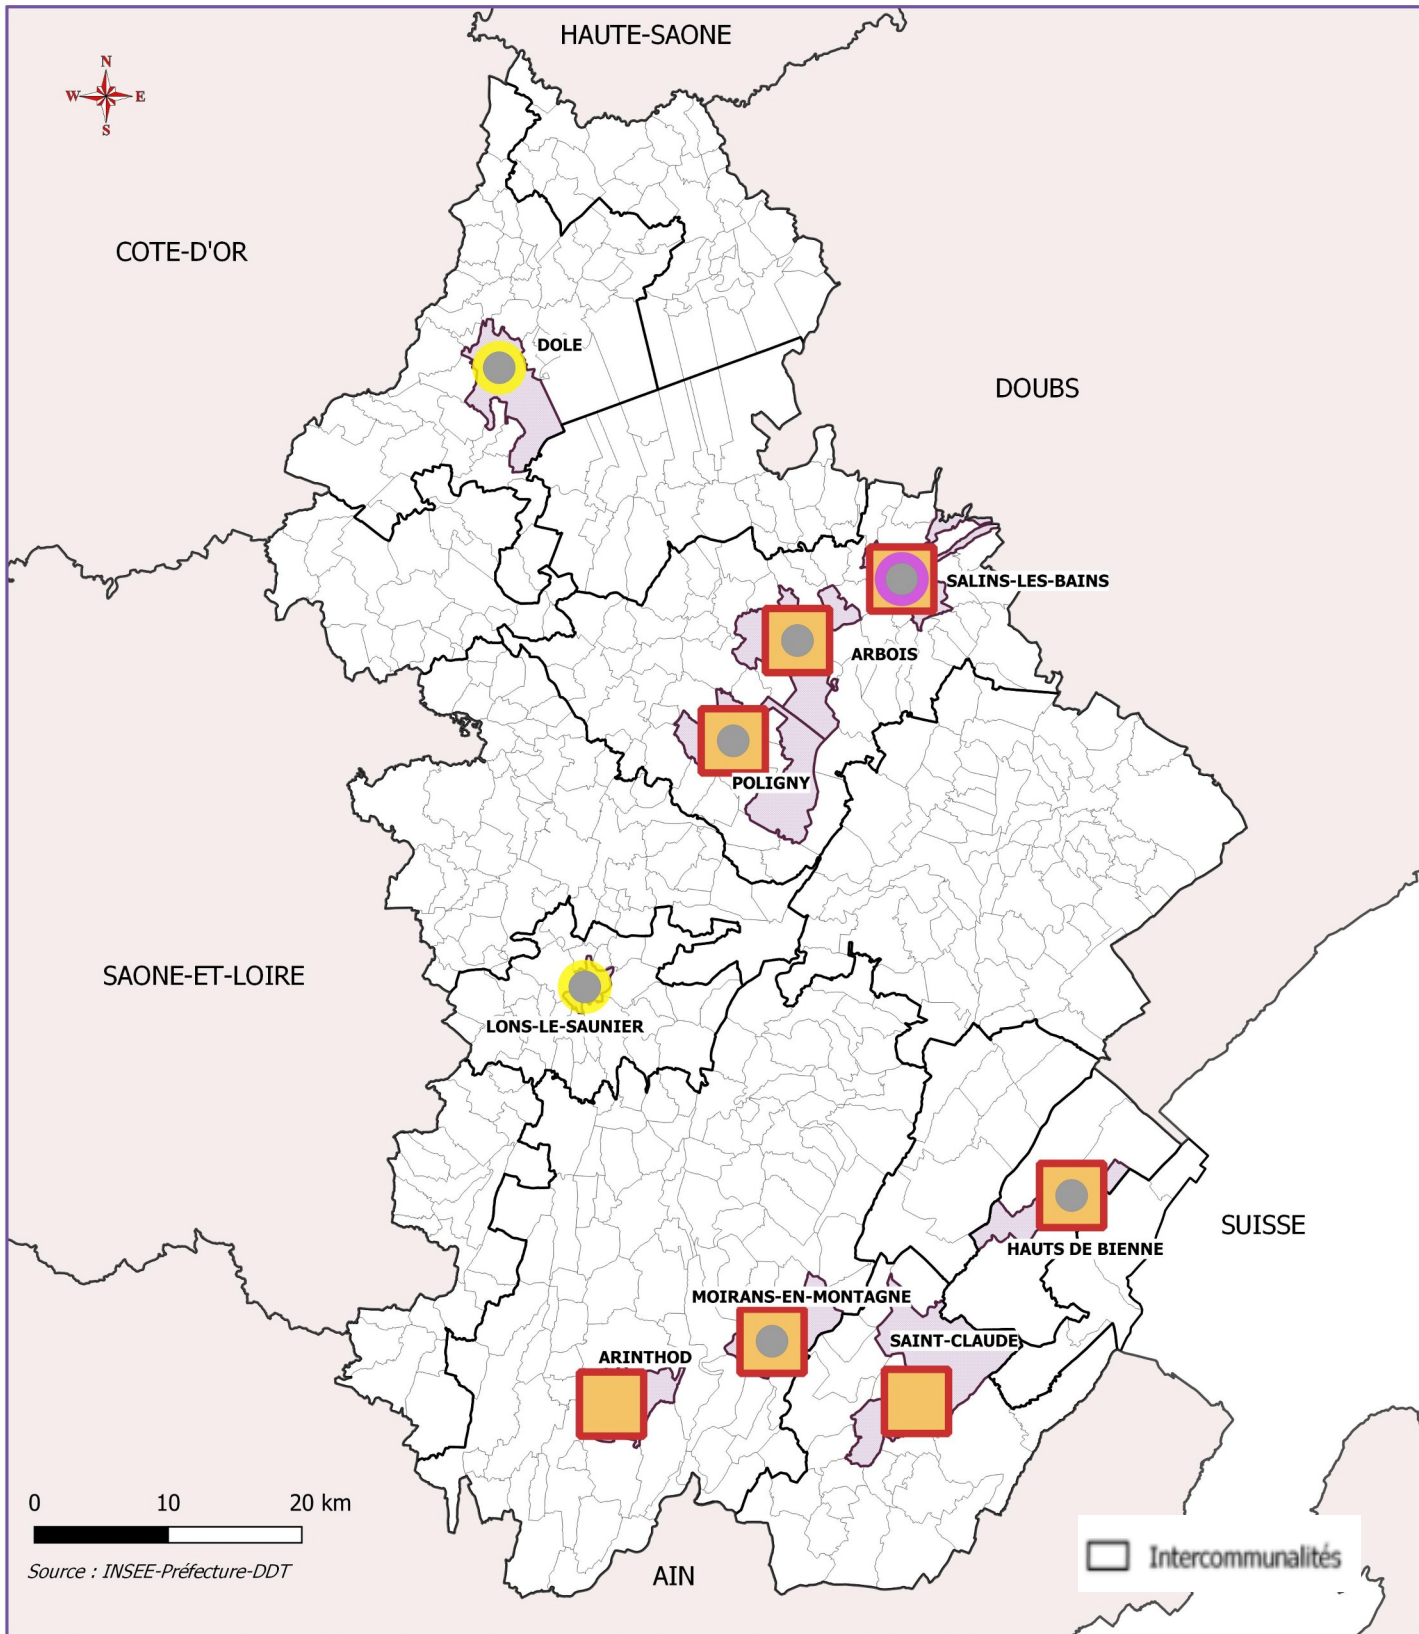 HAUTE-SAONE
N
W E
S
COTE-D'OR
DOLE
DOUBS
SALINS-LES-BAINS
ARBOIS
POLIGNY
SAONE-ET-LOIRE
LONS-LE-SAUNIER
SUISSE
HAUTS DE BIENNE
MOIRANS-EN-MONTAGNE
SAINT-CLAUDE
ARINTHOD
0 10 20 km
Source : INSEE-Préfecture-DDT
AIN
Intercommunalités